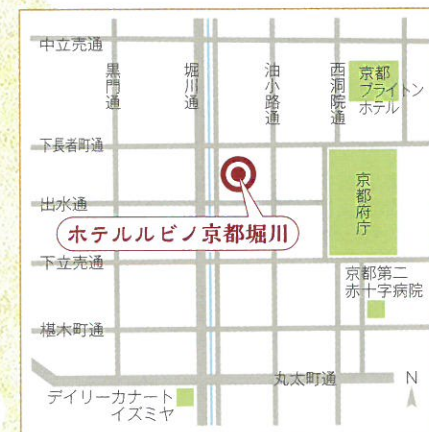 中立売通
黒門通
堀川通
油小路通
西洞院通
京都
ブライトン
ホテル
下長者町通
京都府庁
出水通
ホテルルビノ京都堀川
下立売通
京都第二
赤十字病院
椹木町通
丸太町通
N
デイリーカナート
イズミヤ